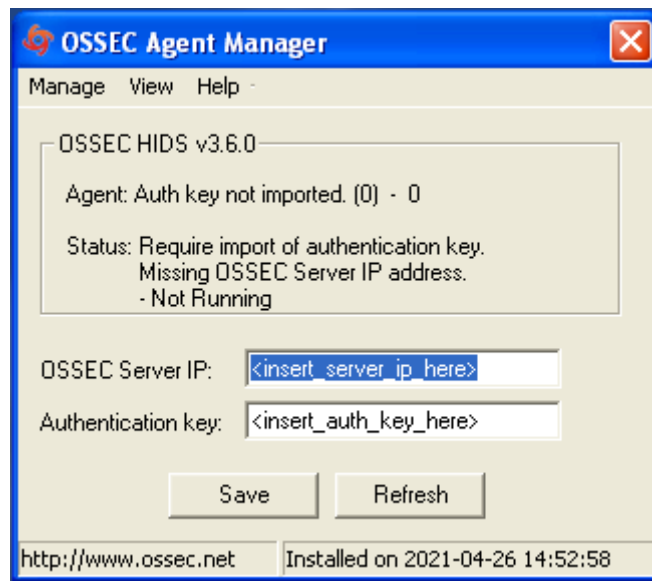 OSSEC Agent Manager
Manage View Help
OSSEC HIDS v3.6.0
Agent: Auth key not imported. (0) - 0
Status: Require import of authentication key.
Missing OSSEC Server IP address.
- Not Running
OSSEC Server IP: <insert_server_ip_here>
Authentication key: <insert_auth_key_here>
Save Refresh
http://www.ossec.net Installed on 2021-04-26 14:52:58